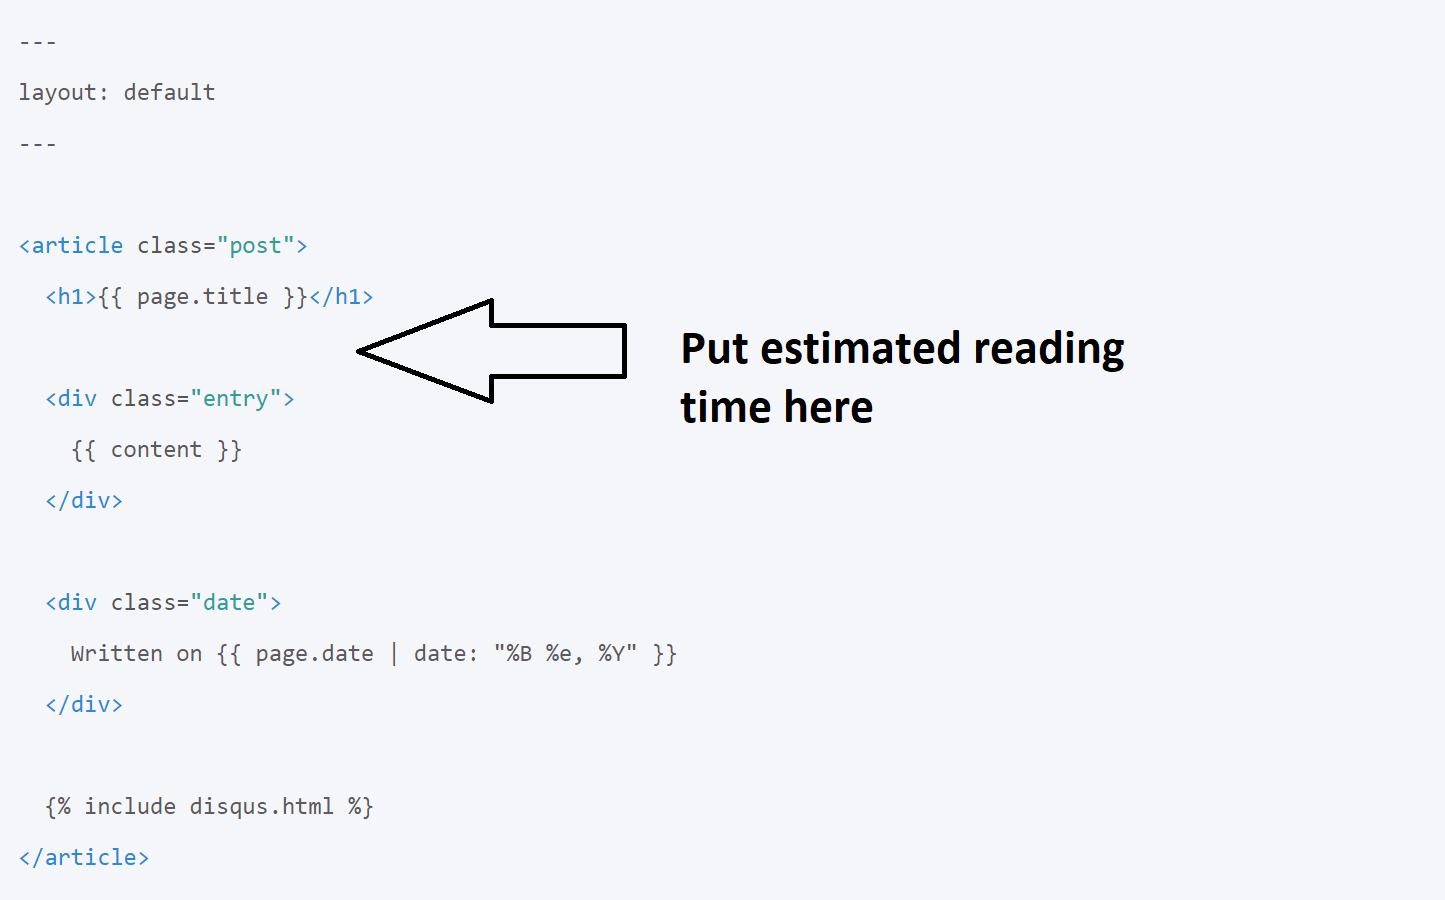 ---
layout: default
---
<article class="post">
<h1>{{ page.title }}</h1>
Put estimated reading
time here
<div class="entry">
{{ content }}
</div>
<div class="date">
Written on {{ page.date | date: "%B %e, %Y" }}
</div>
{% include disqus.html %}
</article>